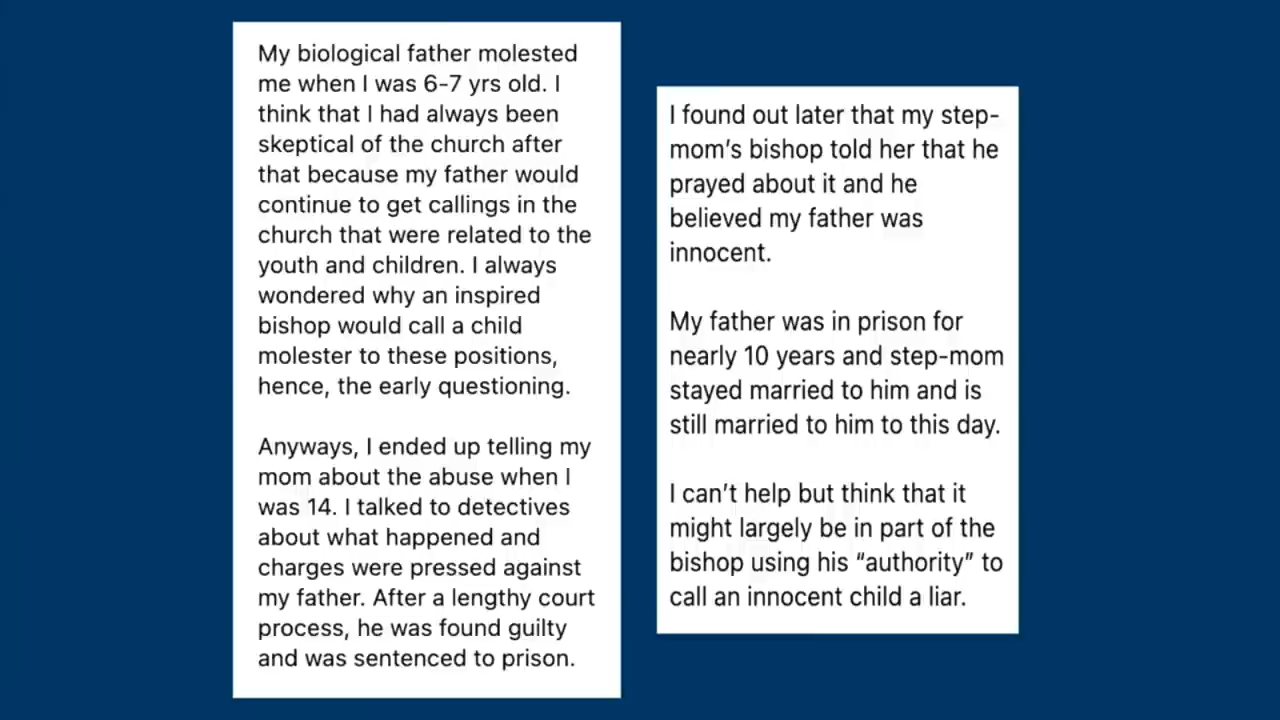 My biological father molested
me when I was 6-7 yrs old. I
think that I had always been
skeptical of the church after
that because my father would
continue to get callings in the
church that were related to the
youth and children. I always
wondered why an inspired
bishop would call a child
molester to these positions,
hence, the early questioning.
Anyways, I ended up telling my
mom about the abuse when I
was 14. I talked to detectives
about what happened and
charges were pressed against
my father. After a lengthy court
process, he was found guilty
and was sentenced to prison.
I found out later that my step-
mom's bishop told her that he
prayed about it and he
believed my father was
innocent.
My father was in prison for
nearly 10 years and step-mom
stayed married to him and is
still married to him to this day.
I can't help but think that it
might largely be in part of the
bishop using his “authority” to
call an innocent child a liar.